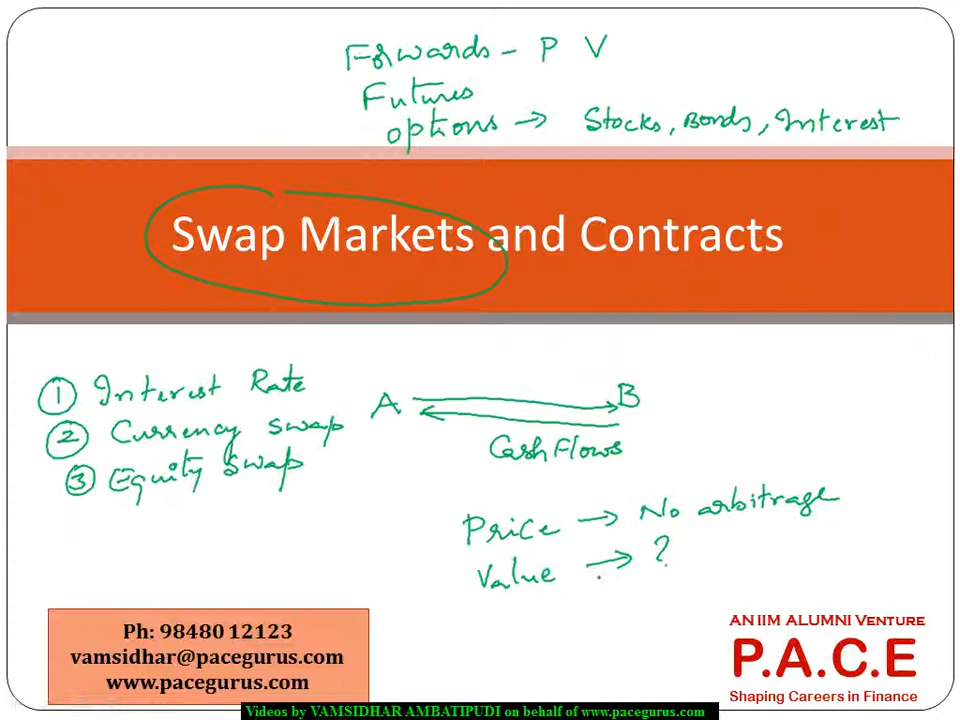 Forwards - P V
Futures
options → Stocks, Bonds, Interest
Swap Markets and Contracts
① Interest Rate
② Currency Swap
③ Equity Swap
A B
Cash Flows
Price → No arbitrage
Value → ?
Ph: 98480 12123
vamsidhar@pacegurus.com
www.pacegurus.com
AN IIM ALUMNI VENTURE
P.A.C.E
Shaping Careers in Finance
Videos by VAMSIDHAR AMBATIPUDI on behalf of www.pacegurus.com